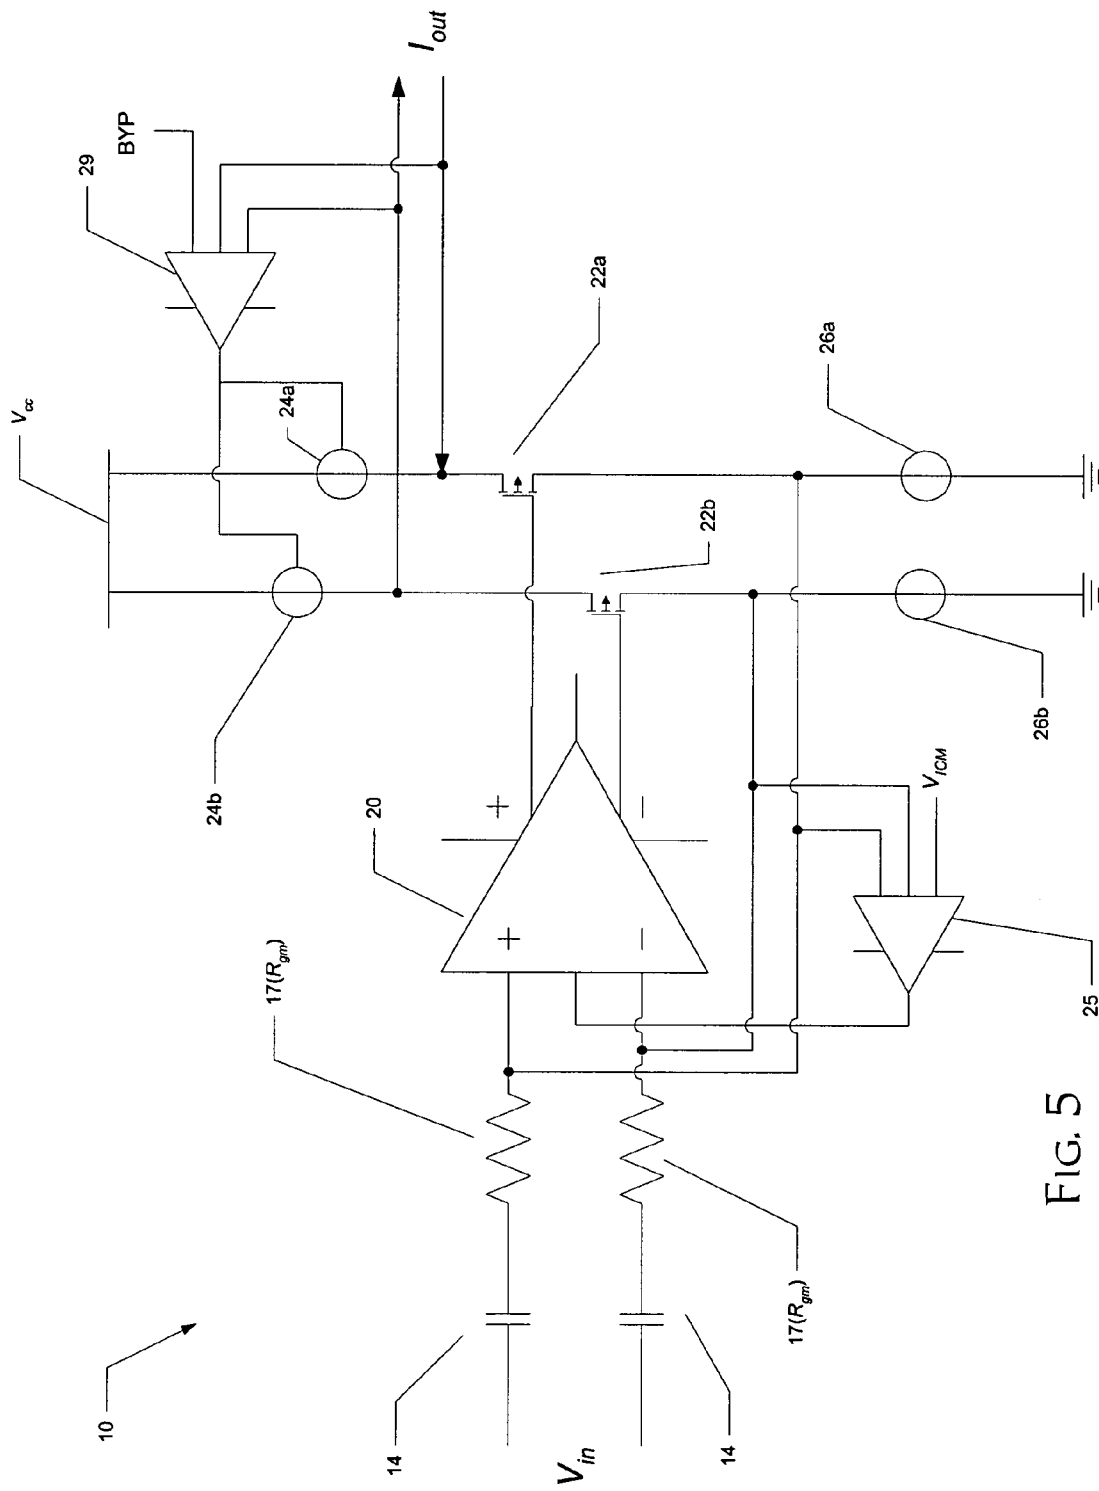 10
14
V_in
14
17(R_gm)
17(R_gm)
20
+
−
+
−
24b
V_cc
24a
29
BYP
I_out
22a
22b
26a
26b
V_ICM
25
FIG. 5